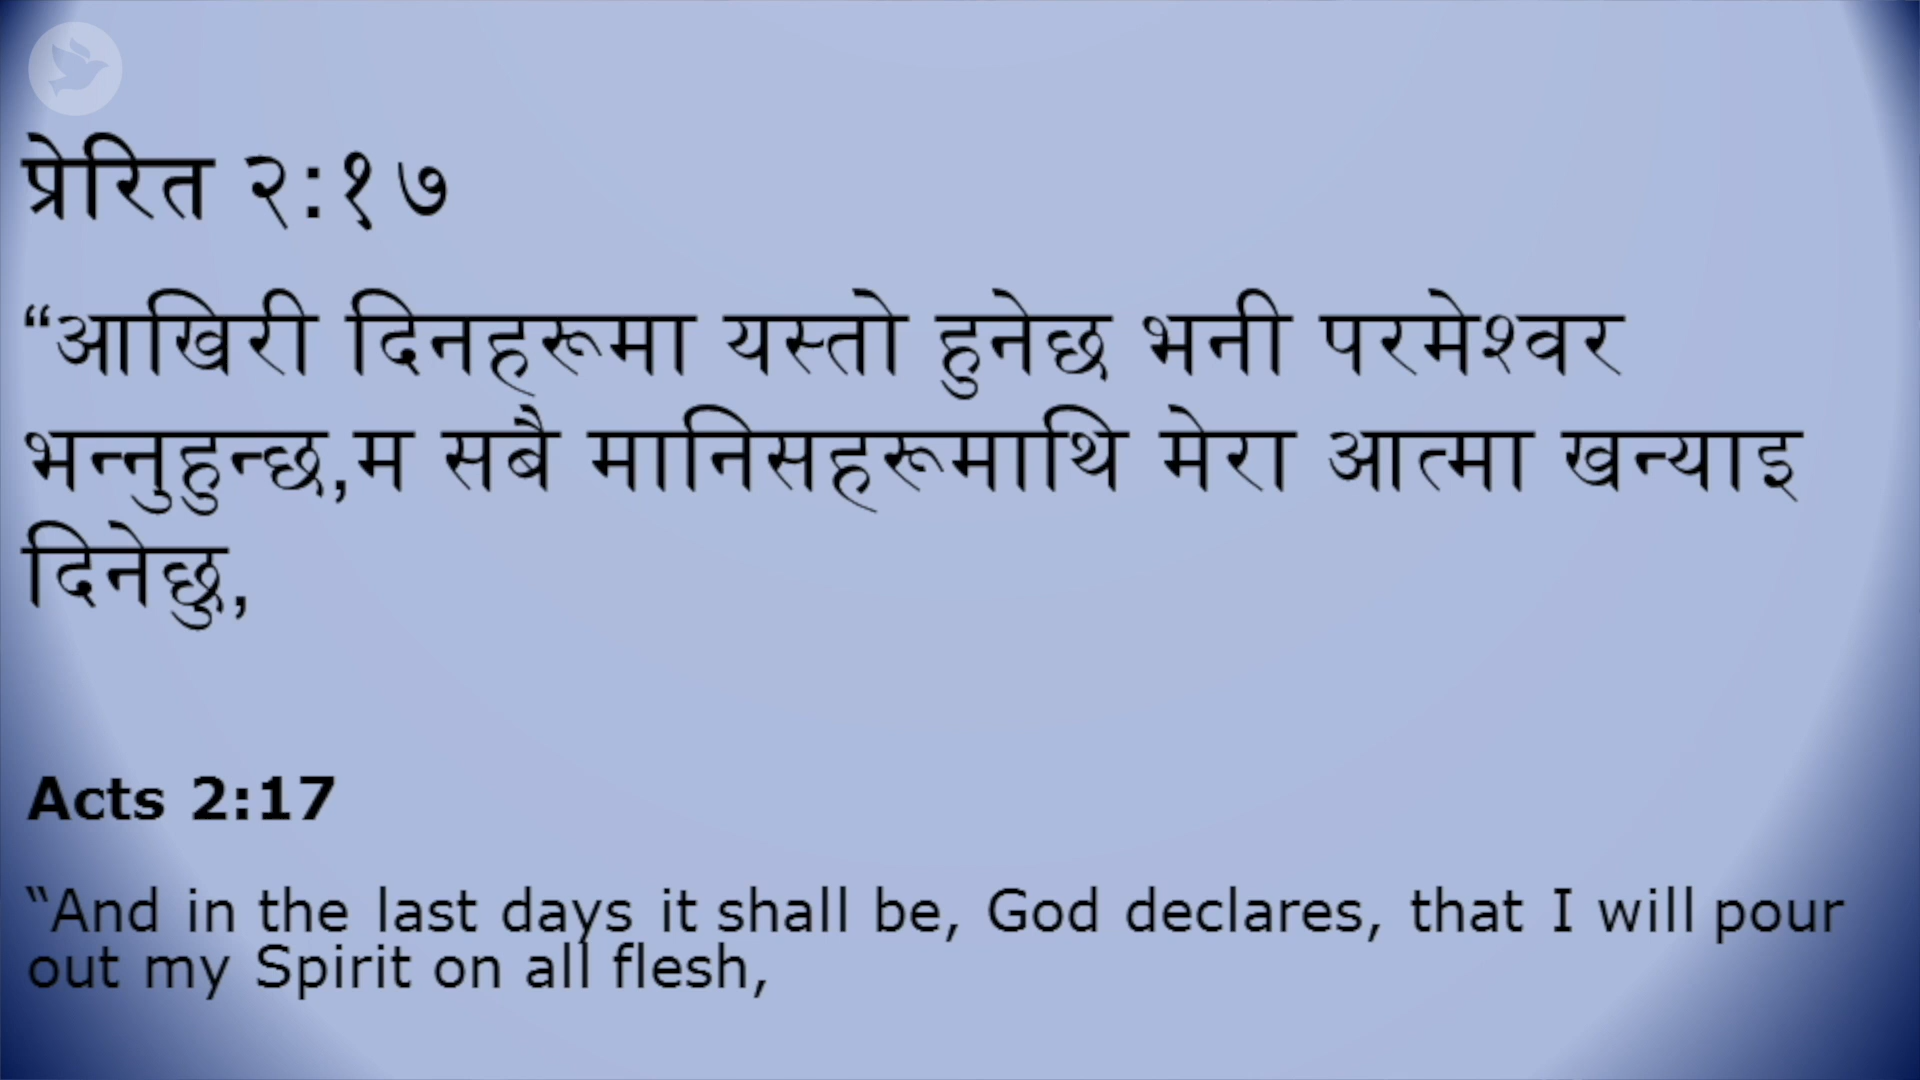 प्रेरित २:१७
“आखिरी दिनहरूमा यस्तो हुनेछ भनी परमेश्वर
भन्नुहुन्छ,म सबै मानिसहरूमाथि मेरा आत्मा खन्याइ
दिनेछु,
Acts 2:17
“And in the last days it shall be, God declares, that I will pour
out my Spirit on all flesh,